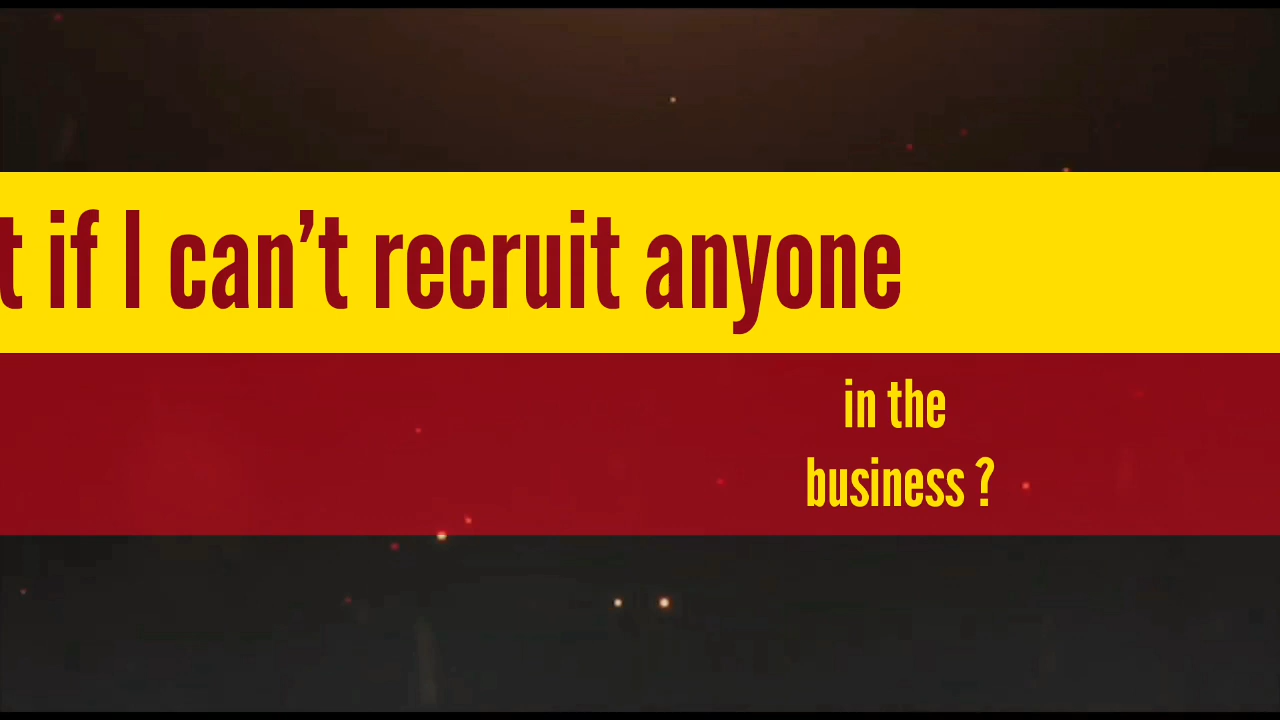 t if I can’t recruit anyone
in the
business ?